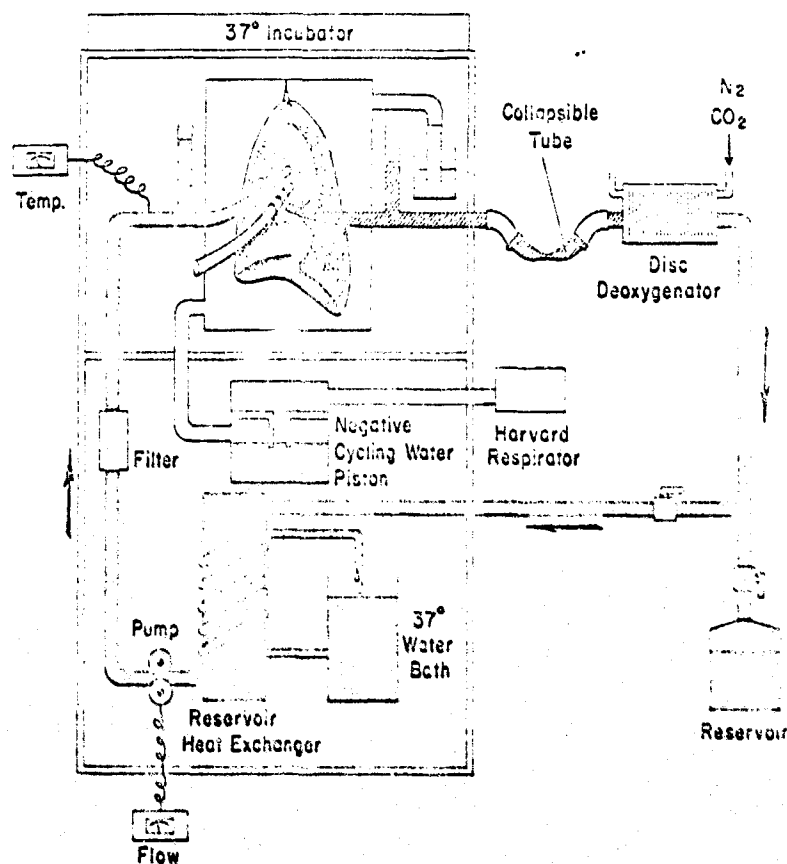 37° Incubator
N2
CO2
Collapsible
Tube
Temp.
Disc
Deoxygenator
Negative
Cycling Water
Piston
Harvard
Respirator
Filter
37°
Water
Bath
Pump
Reservoir
Heat Exchanger
Reservoir
Flow